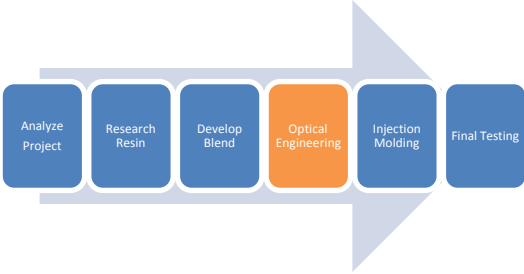 Analyze
Project
Research
Resin
Develop
Blend
Optical
Engineering
Injection
Molding
Final Testing